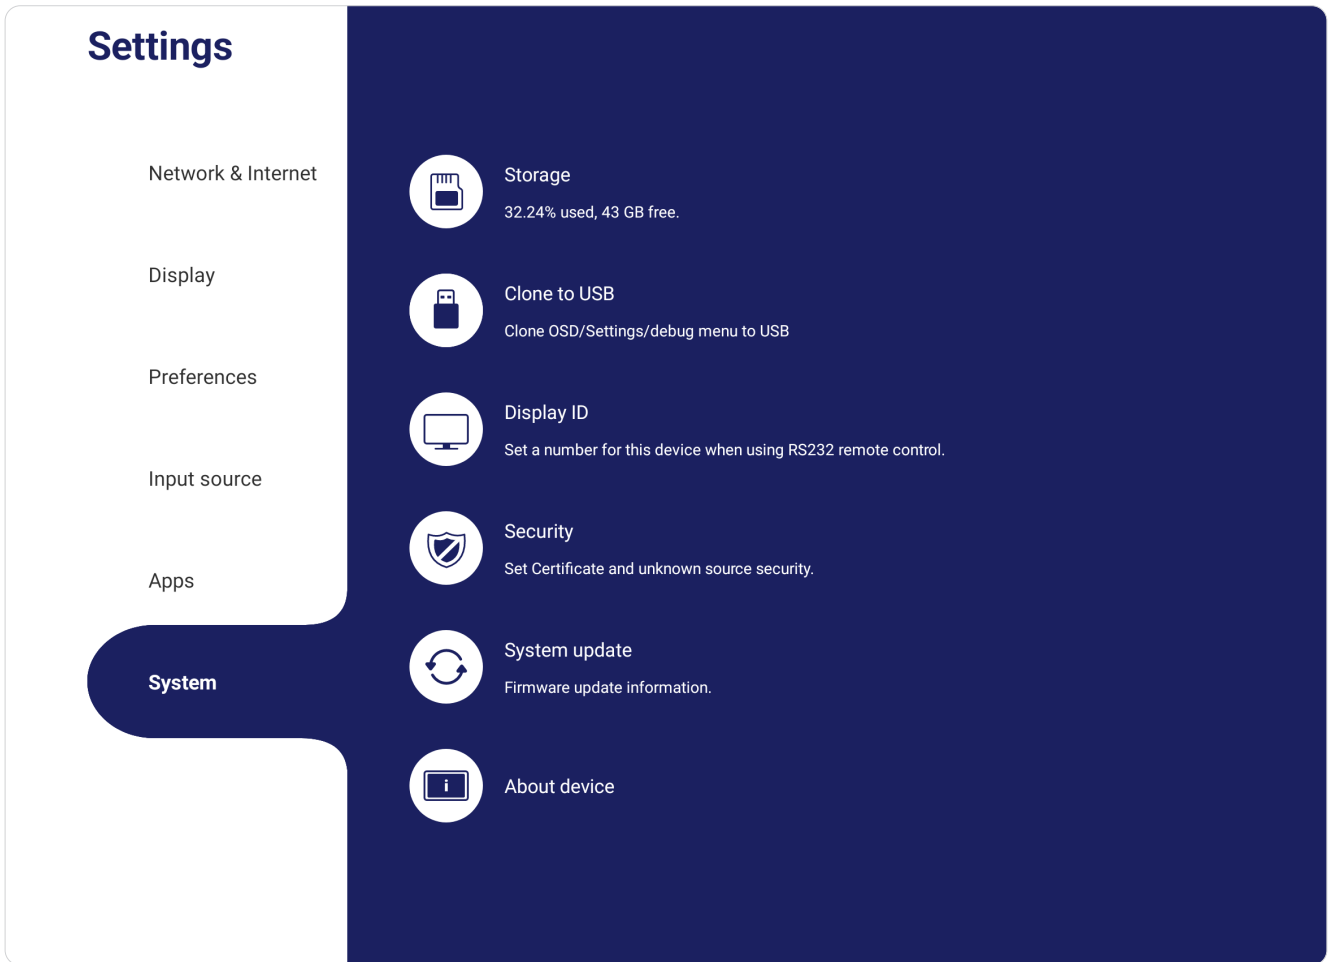 Settings
Network & Internet
Display
Preferences
Input source
Apps
System
Storage
32.24% used, 43 GB free.
Clone to USB
Clone OSD/Settings/debug menu to USB
Display ID
Set a number for this device when using RS232 remote control.
Security
Set Certificate and unknown source security.
System update
Firmware update information.
i
About device